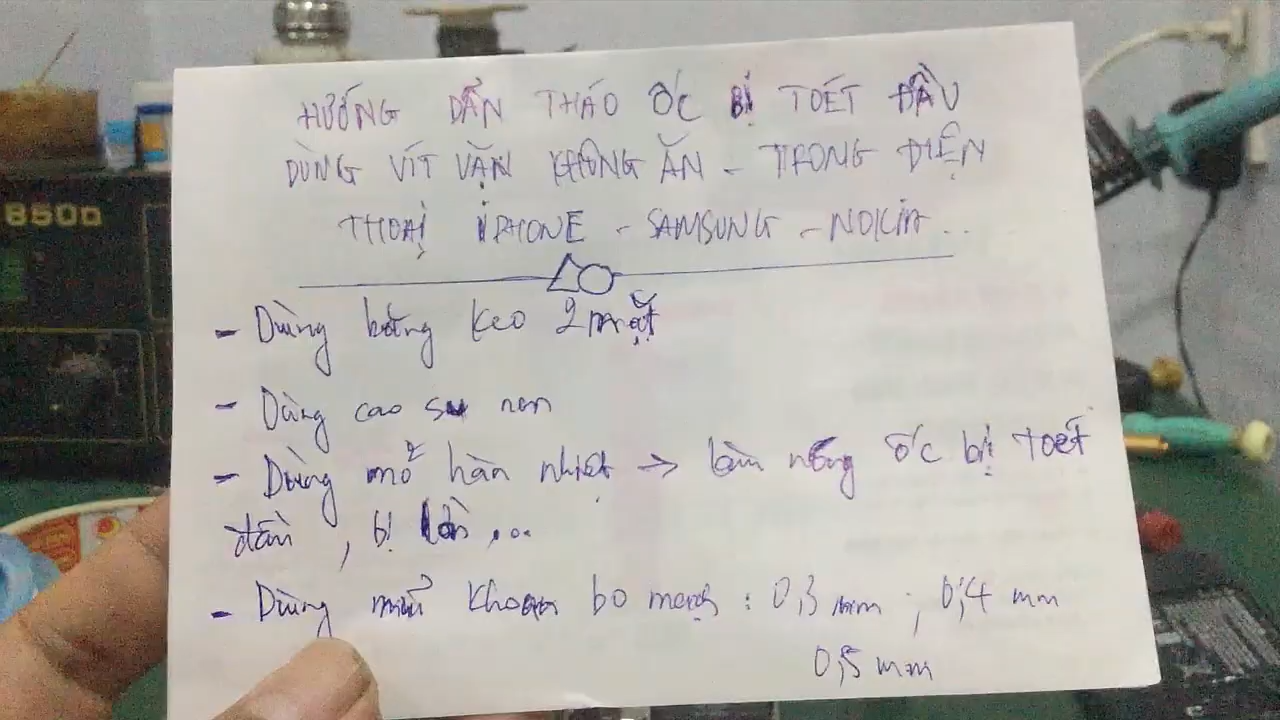 850D
HƯỚNG DẪN THÁO ỐC BỊ TOÉT ĐẦU
DÙNG VÍT VẶN KHÔNG ĂN - TRONG ĐIỆN
THOẠI iPHONE - SAMSUNG - NOKIA...
- Dùng băng keo 2 mặt
- Dùng cao su non
- Dùng mỏ hàn nhiệt → làm nóng ốc bị toét
đầu, bị lờn,...
- Dùng mũi khoan bo mạch : 0,3 mm ; 0,4 mm
0,5 mm